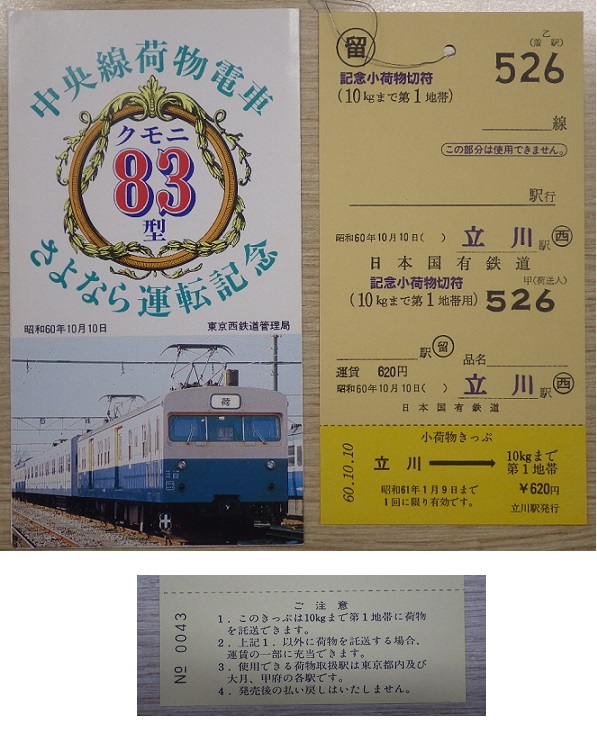 中央線荷物電車
クモニ
83
型
さよなら運転記念
昭和60年10月10日
東京西鉄道管理局
荷
留
記念小荷物切符
(10kgまで第1地帯)
乙
(着駅)
526
線
この部分は使用できません。
駅行
昭和60年10月10日( ) 立川駅 西
日本国有鉄道
記念小荷物切符
(10kgまで第1地帯用)
甲(荷送人)
526
駅 留 品名
運賃 620円
昭和60年10月10日( ) 立川駅 西
日本国有鉄道
60.10.10
小荷物きっぷ
立川 → 10kgまで
第1地帯
昭和61年1月9日まで
1回に限り有効です。
¥620円
立川駅発行
№ 0043
ご注意
1．このきっぷは10kgまで第1地帯に荷物
を託送できます。
2．上記1．以外に荷物を託送する場合、
運賃の一部に充当できます。
3．使用できる荷物取扱駅は東京都内及び
大月、甲府の各駅です。
4．発売後の払い戻しはいたしません。